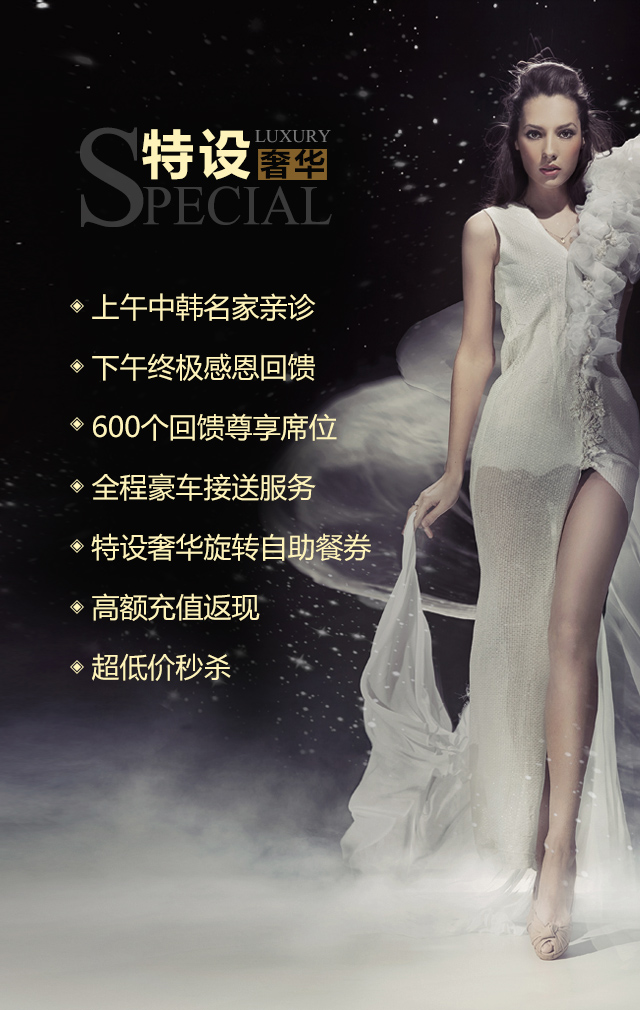 特设
LUXURY
奢华
SPECIAL
上午中韩名家亲诊
下午终极感恩回馈
600个回馈尊享席位
全程豪车接送服务
特设奢华旋转自助餐券
高额充值返现
超低价秒杀